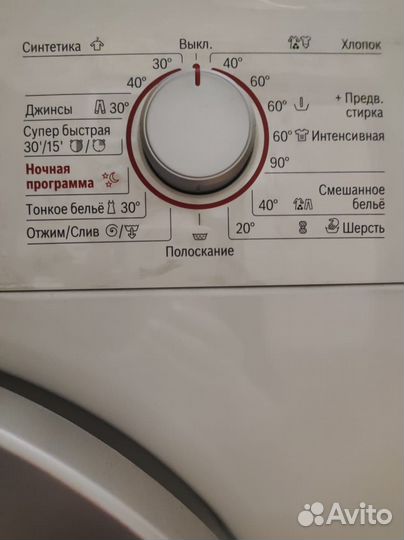 Синтетика
Выкл.
Хлопок
30°
40°
40°
60°
Джинсы 30°
60° + Предв.
стирка
Супер быстрая
30'/15'
60° Интенсивная
Ночная
программа
90°
Тонкое бельё 30°
40° Смешанное
бельё
Отжим/Слив
20° Шерсть
Полоскание
Avito